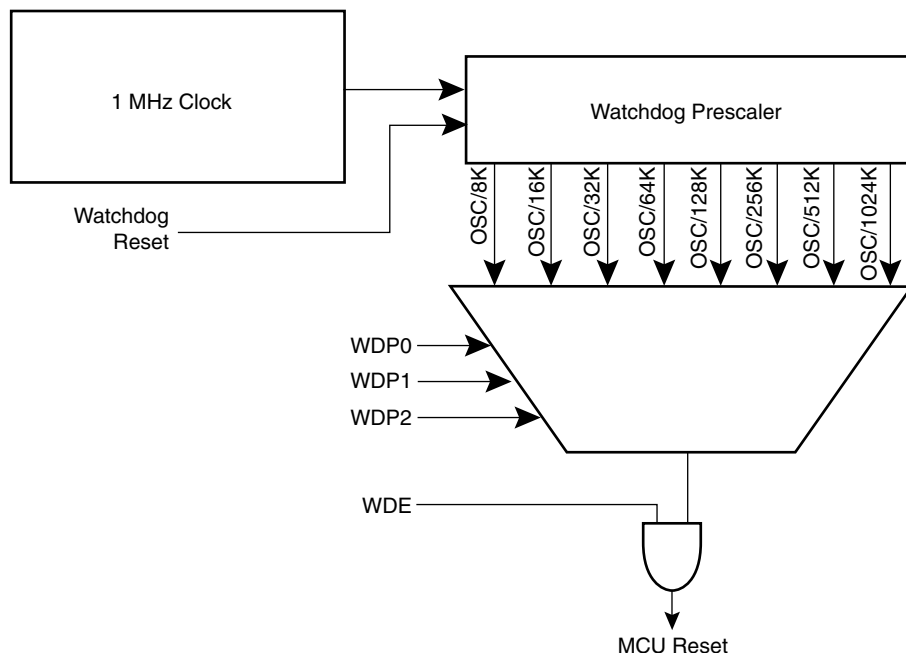 1 MHz Clock
Watchdog Prescaler
Watchdog
Reset
OSC/8K
OSC/16K
OSC/32K
OSC/64K
OSC/128K
OSC/256K
OSC/512K
OSC/1024K
WDP0
WDP1
WDP2
WDE
MCU Reset